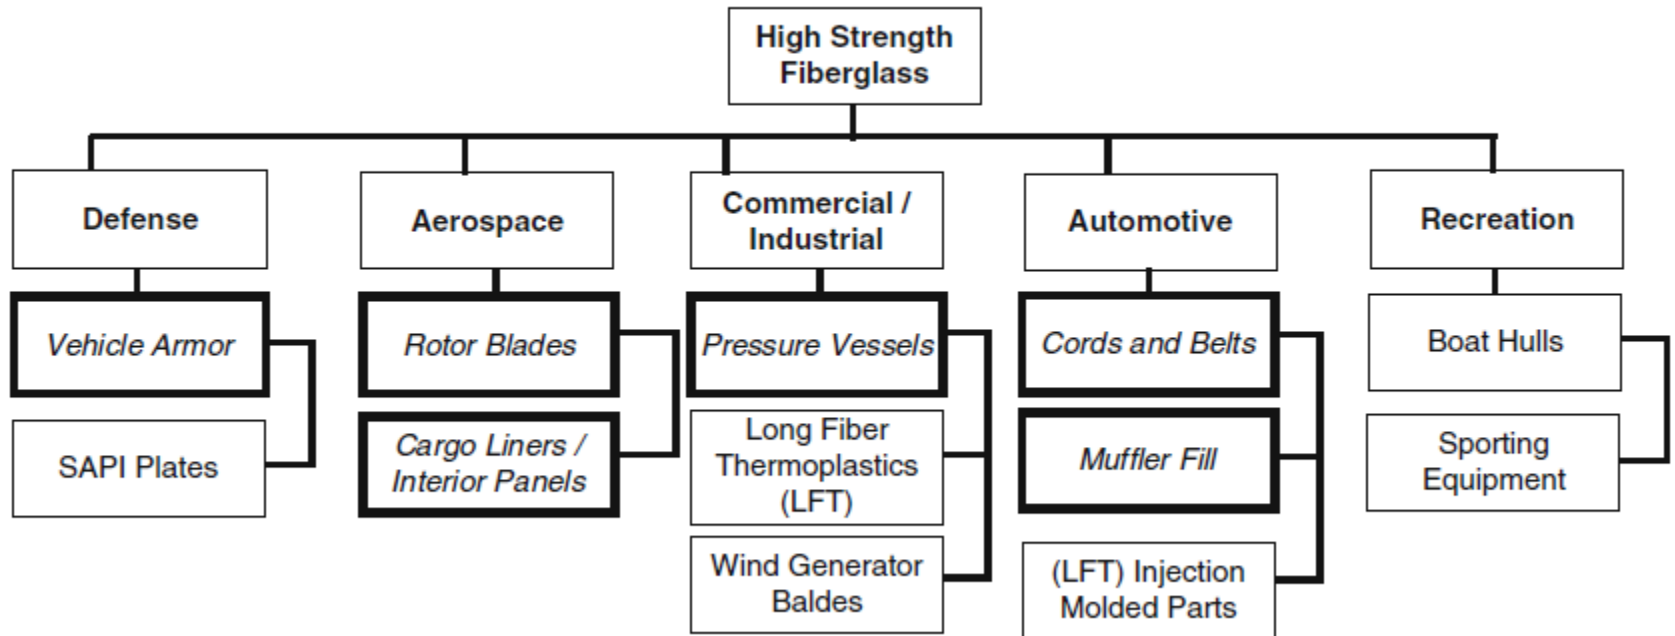 High Strength
Fiberglass
Defense
Aerospace
Commercial /
Industrial
Automotive
Recreation
Vehicle Armor
Rotor Blades
Pressure Vessels
Cords and Belts
Boat Hulls
SAPI Plates
Cargo Liners /
Interior Panels
Long Fiber
Thermoplastics
(LFT)
Muffler Fill
Sporting
Equipment
Wind Generator
Baldes
(LFT) Injection
Molded Parts